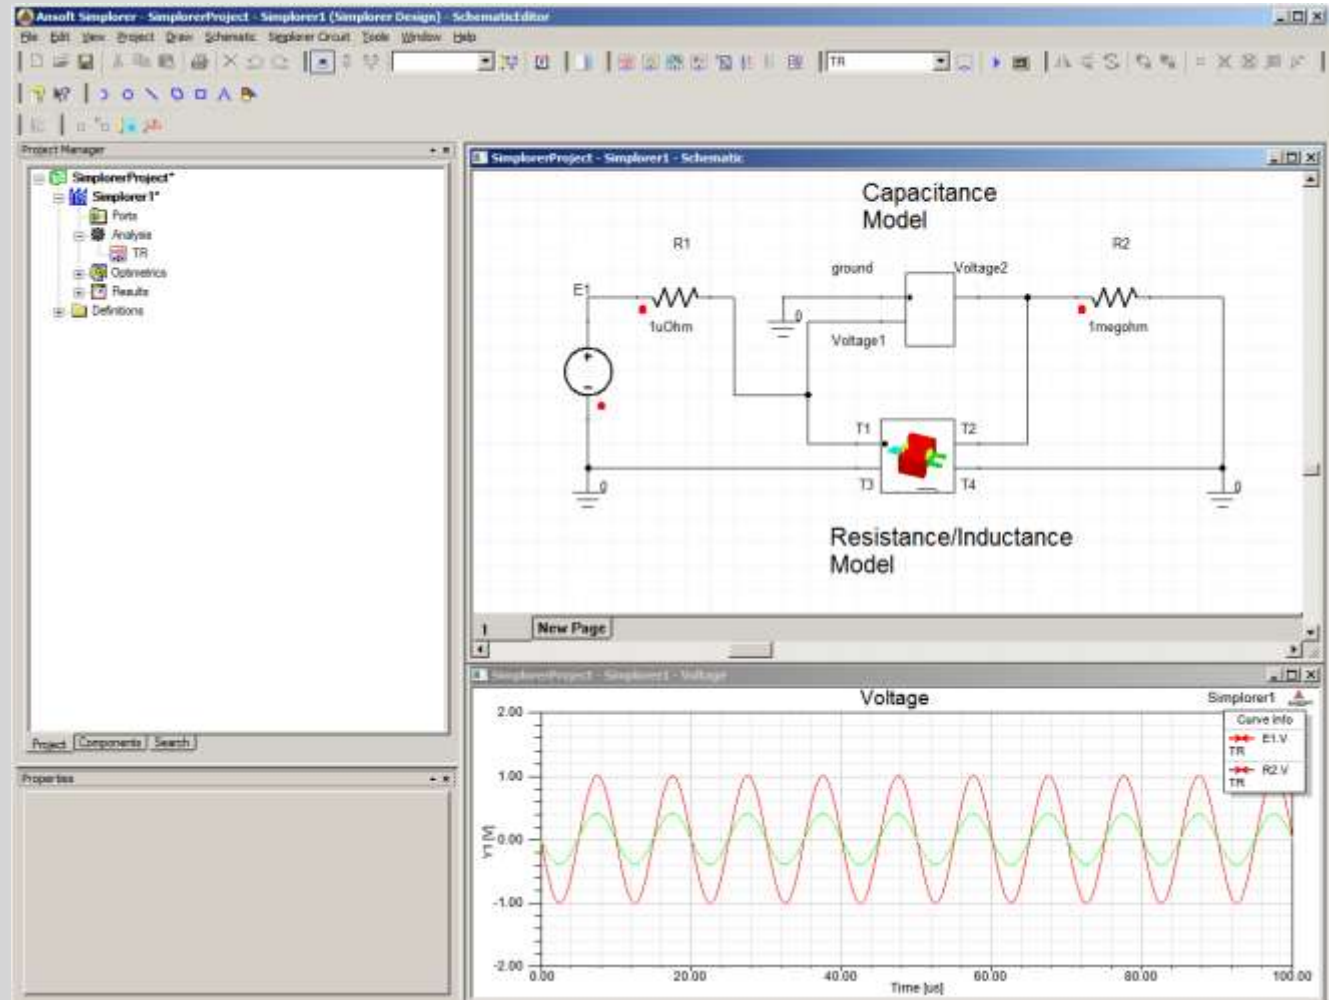 Ansoft Simplorer - SimplorerProject - Simplorer1 (Simplorer Design) - SchematicEditor
File Edit View Project Draw Schematic Simplorer Circuit Tools Window Help
TR
Project Manager
SimplorerProject*
Simplorer1*
Ports
Analysis
TR
Optimetrics
Results
Definitions
Project Components Search
Properties
SimplorerProject - Simplorer1 - Schematic
Capacitance
Model
R1
R2
ground
Voltage2
E1
0
1uOhm
1megohm
Voltage1
T1
T2
T3
T4
0
0
Resistance/Inductance
Model
1
New Page
SimplorerProject - Simplorer1 - Voltage
Voltage
Simplorer1
Curve info
E1.V
TR
R2.V
TR
2.00
1.00
0.00
-1.00
-2.00
Y1 [V]
0.00 20.00 40.00 60.00 80.00 100.00
Time [us]